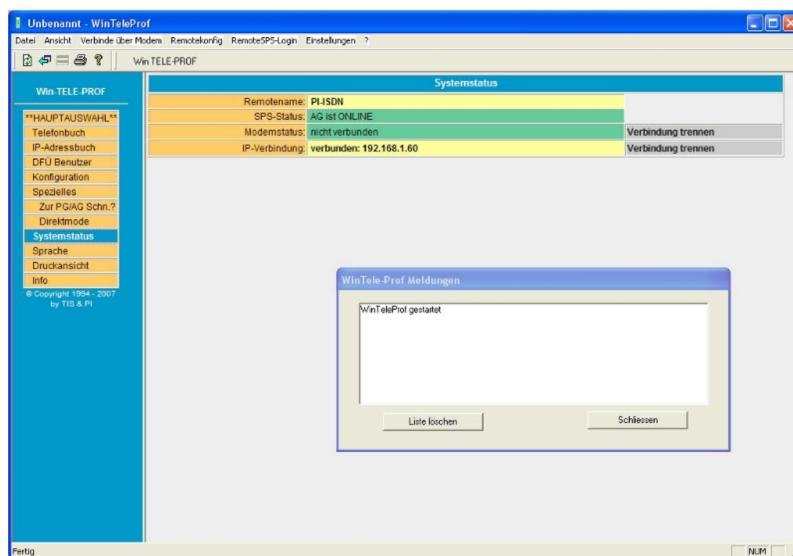 Unbenannt - WinTeleProf
Datei Ansicht Verbinde über Modem Remotekonfig RemoteSPS-Login Einstellungen ?
Win TELE-PROF
Win-TELE-PROF
**HAUPTAUSWAHL**
Telefonbuch
IP-Adressbuch
DFÜ Benutzer
Konfiguration
Spezielles
Zur PG/AG Schn.?
Direktmode
Systemstatus
Sprache
Druckansicht
Info
© Copyright 1994 - 2007
by TIS & PI
Systemstatus
Remotename: PI-ISDN
SPS-Status: AG ist ONLINE
Modemstatus: nicht verbunden Verbindung trennen
IP-Verbindung: verbunden: 192.168.1.60 Verbindung trennen
WinTele-Prof Meldungen
WinTeleProf gestartet
Liste löschen Schliessen
Fertig NUM